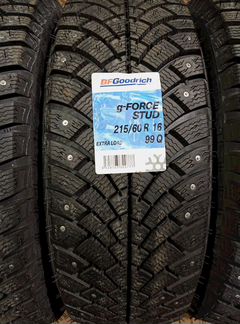 BFGoodrich
g-FORCE
STUD
215/60 R 16
99 Q
EXTRA LOAD